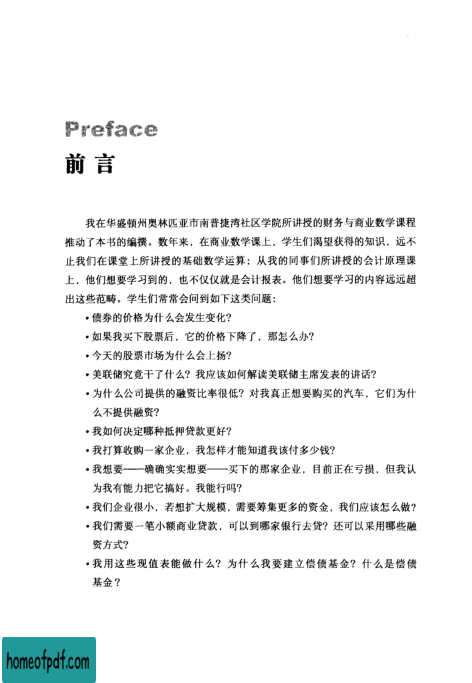 Preface
前言
我在华盛顿州奥林匹亚市南普捷湾社区学院所讲授的财务与商业数学课程
推动了本书的编撰。数年来，在商业数学课上，学生们渴望获得的知识，远不
止我们在课堂上所讲授的基础数学运算；从我的同事们所讲授的会计原理课
上，他们想要学习到的，也不仅仅就是会计报表。他们想要学习的内容远远超
出这些范畴。学生们常常会问到如下这类问题：
•债券的价格为什么会发生变化？
•如果我买下股票后，它的价格下降了，那怎么办？
•今天的股票市场为什么会上扬？
•美联储究竟干了什么？我应该如何解读美联储主席发表的讲话？
•为什么公司提供的融资比率很低？对我真正想要购买的汽车，它们为什
么不提供融资？
•我如何决定哪种抵押贷款更好？
•我打算收购一家企业，我怎样才能知道我该付多少钱？
•我想要——确确实实想要——买下的那家企业，目前正在亏损，但我认
为我有能力把它搞好。我能行吗？
•我们企业很小，若想扩大规模，需要筹集更多的资金，我们应该怎么做？
•我们需要一笔小额商业贷款，可以到哪家银行去贷？还可以采用哪些融
资方式？
•我用这些现值表能做什么？为什么我要建立偿债基金？什么是偿债
基金？
homeofpdf.com